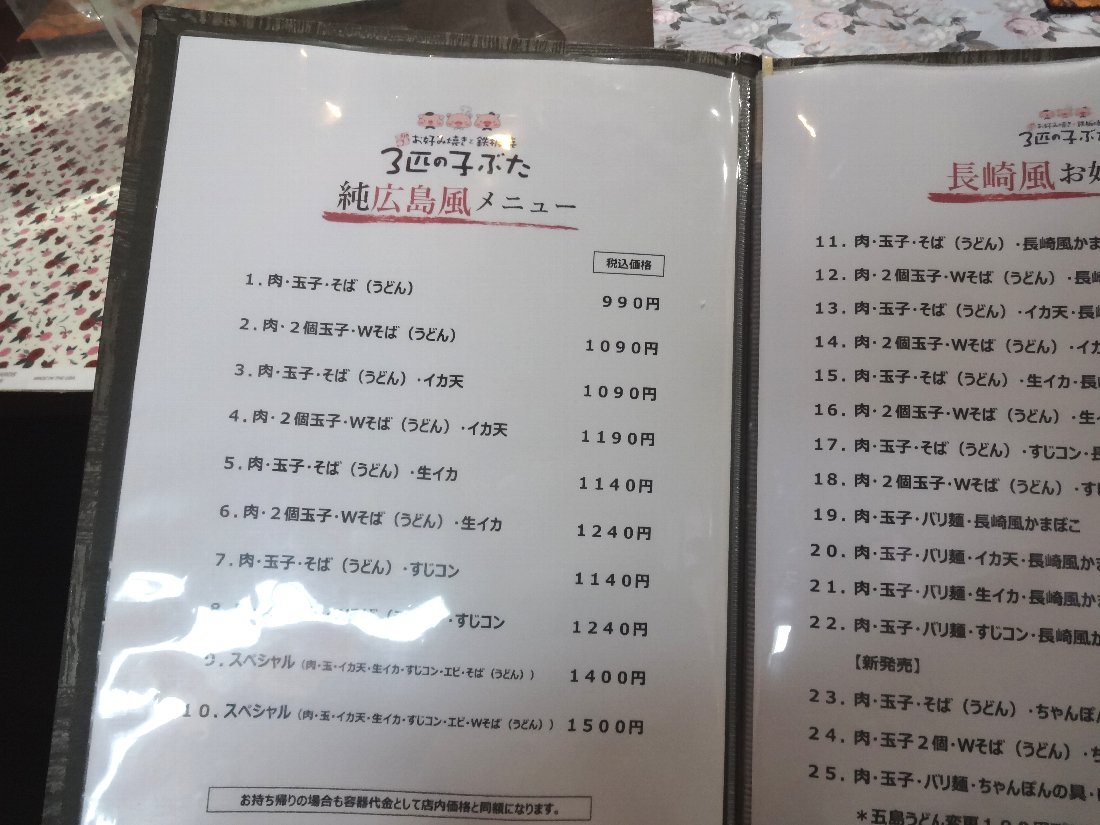 お好み焼きと鉄板焼
3匹の子ぶた
純広島風メニュー
税込価格
1.肉・玉子・そば（うどん） 990円
2.肉・2個玉子・Wそば（うどん） 1090円
3.肉・玉子・そば（うどん）・イカ天 1090円
4.肉・2個玉子・Wそば（うどん）・イカ天 1190円
5.肉・玉子・そば（うどん）・生イカ 1140円
6.肉・2個玉子・Wそば（うどん）・生イカ 1240円
7.肉・玉子・そば（うどん）・すじコン 1140円
8. ・すじコン 1240円
9.スペシャル（肉・玉・イカ天・生イカ・すじコン・エビ・そば（うどん）） 1400円
10.スペシャル（肉・玉・イカ天・生イカ・すじコン・エビ・Wそば（うどん）） 1500円
お持ち帰りの場合も容器代金として店内価格と同額になります。
3匹の子ぶ
長崎風お好
11.肉・玉子・そば（うどん）・長崎風かま
12.肉・2個玉子・Wそば（うどん）・長崎
13.肉・玉子・そば（うどん）・イカ天・長崎
14.肉・2個玉子・Wそば（うどん）・イカ
15.肉・玉子・そば（うどん）・生イカ・長崎
16.肉・2個玉子・Wそば（うどん）・生イ
17.肉・玉子・そば（うどん）・すじコン・長
18.肉・2個玉子・Wそば（うどん）・すじ
19.肉・玉子・バリ麺・長崎風かまぼこ
20.肉・玉子・バリ麺・イカ天・長崎風かま
21.肉・玉子・バリ麺・生イカ・長崎風かま
22.肉・玉子・バリ麺・すじコン・長崎風か
【新発売】
23.肉・玉子・そば（うどん）・ちゃんぽん
24.肉・玉子2個・Wそば（うどん）・ち
25.肉・玉子・バリ麺・ちゃんぽんの具・
*五島うどん変更